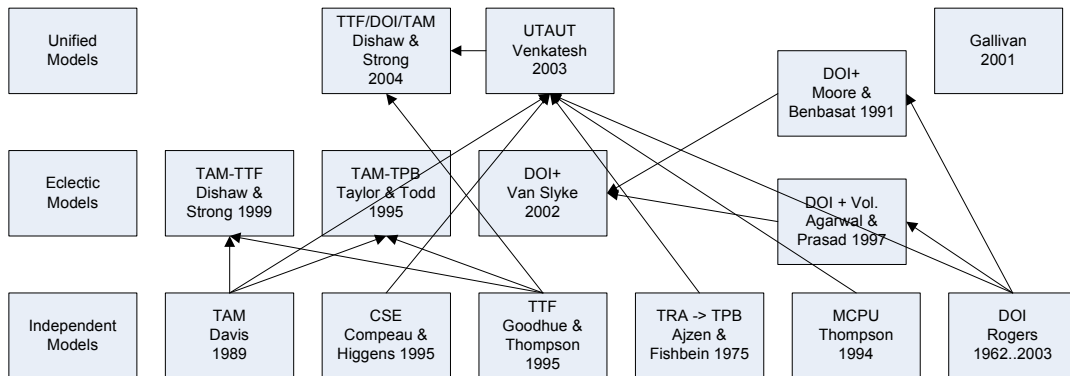 Unified
Models
TTF/DOI/TAM
Dishaw &
Strong
2004
UTAUT
Venkatesh
2003
Gallivan
2001
DOI+
Moore &
Benbasat 1991
Eclectic
Models
TAM-TTF
Dishaw &
Strong 1999
TAM-TPB
Taylor & Todd
1995
DOI+
Van Slyke
2002
DOI + Vol.
Agarwal &
Prasad 1997
Independent
Models
TAM
Davis
1989
CSE
Compeau &
Higgens 1995
TTF
Goodhue &
Thompson
1995
TRA -> TPB
Ajzen &
Fishbein 1975
MCPU
Thompson
1994
DOI
Rogers
1962..2003